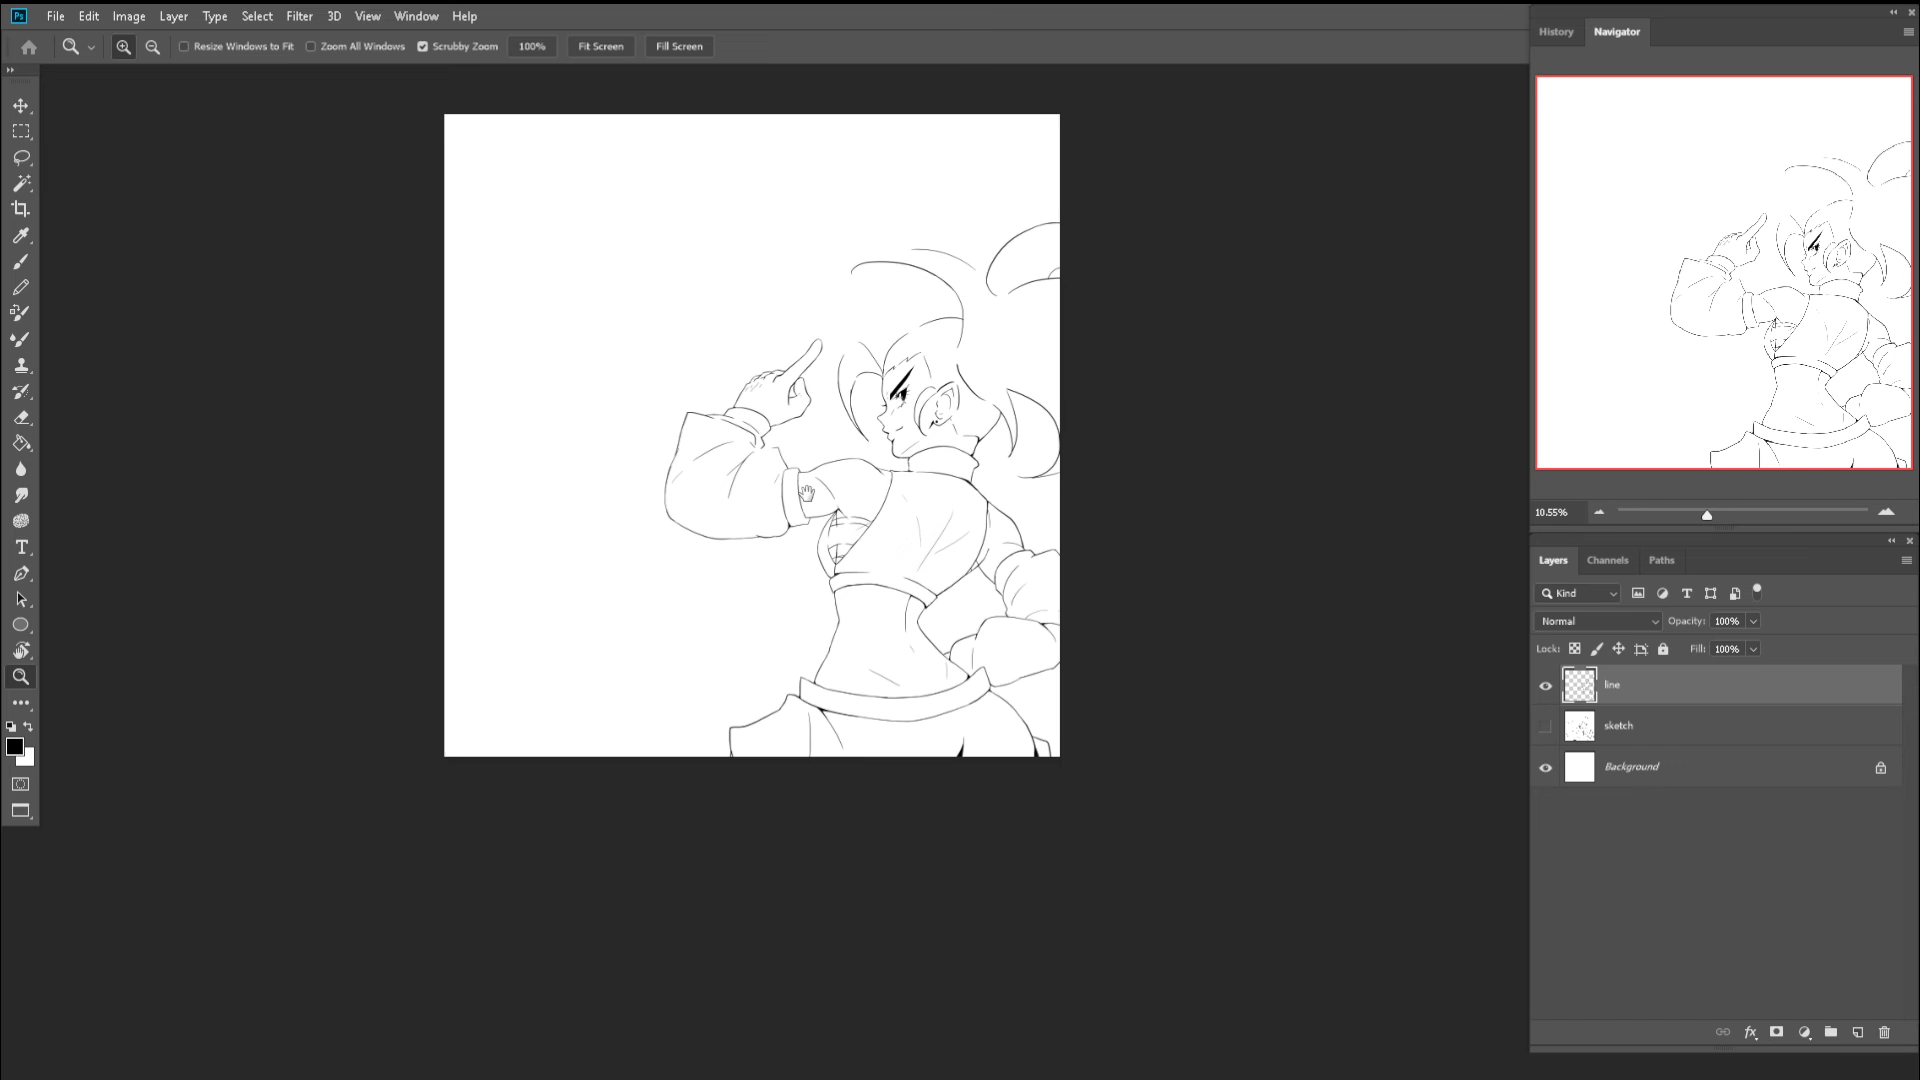 Ps File Edit Image Layer Type Select Filter 3D View Window Help
Resize Windows to Fit Zoom All Windows Scrubby Zoom 100% Fit Screen Fill Screen
History Navigator
10.55%
Layers Channels Paths
Kind
Normal Opacity: 100%
Lock: Fill: 100%
line
sketch
Background